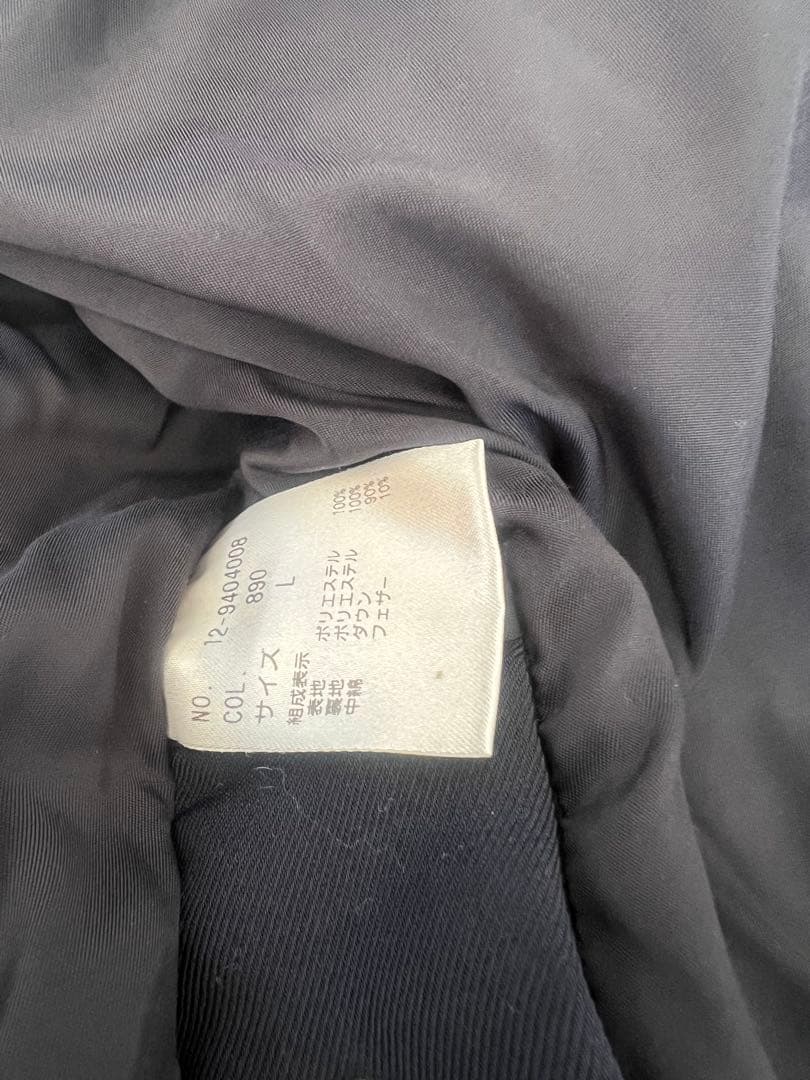 NO. 12-9404008
COL. 890
サイズ L
組成表示
表地 ポリエステル 100%
裏地 ポリエステル 100%
中綿 ダウン 90%
フェザー 10%